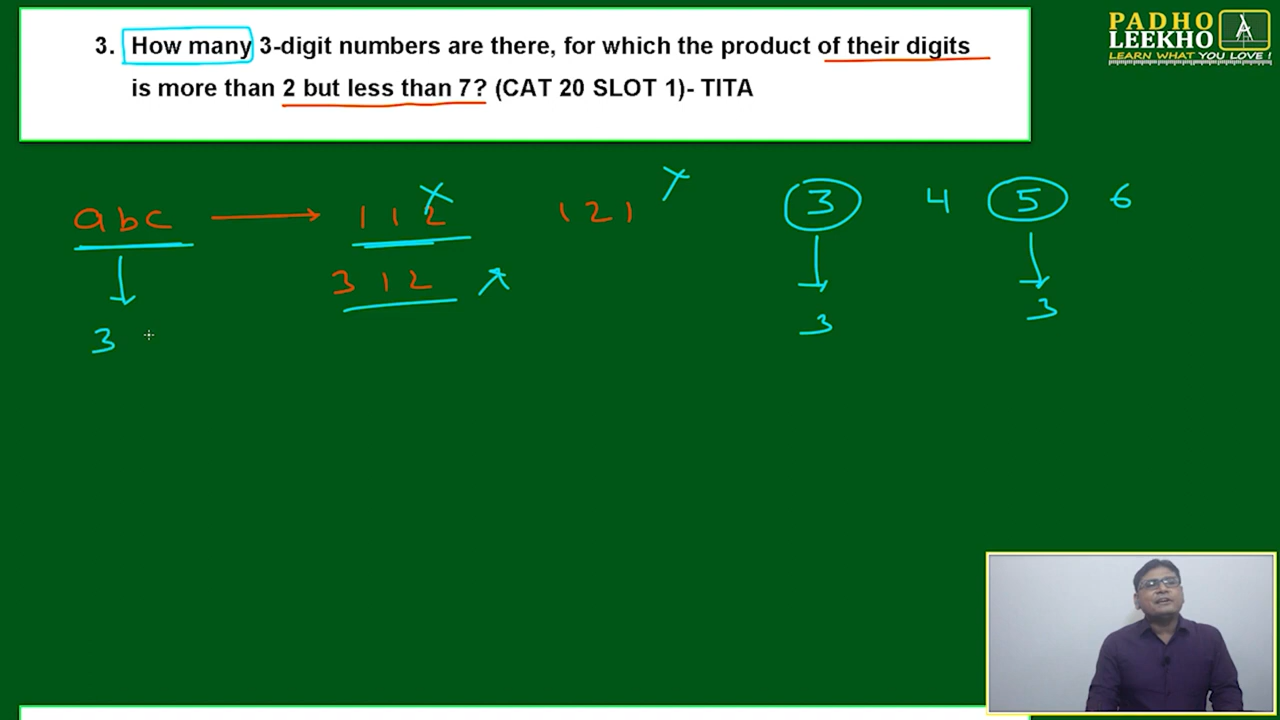 3. How many 3-digit numbers are there, for which the product of their digits
is more than 2 but less than 7? (CAT 20 SLOT 1)- TITA
PADHO
LEEKHO
LEARN WHAT YOU LOVE !
abc → 112 121 3 4 5 6
312
3 3 3